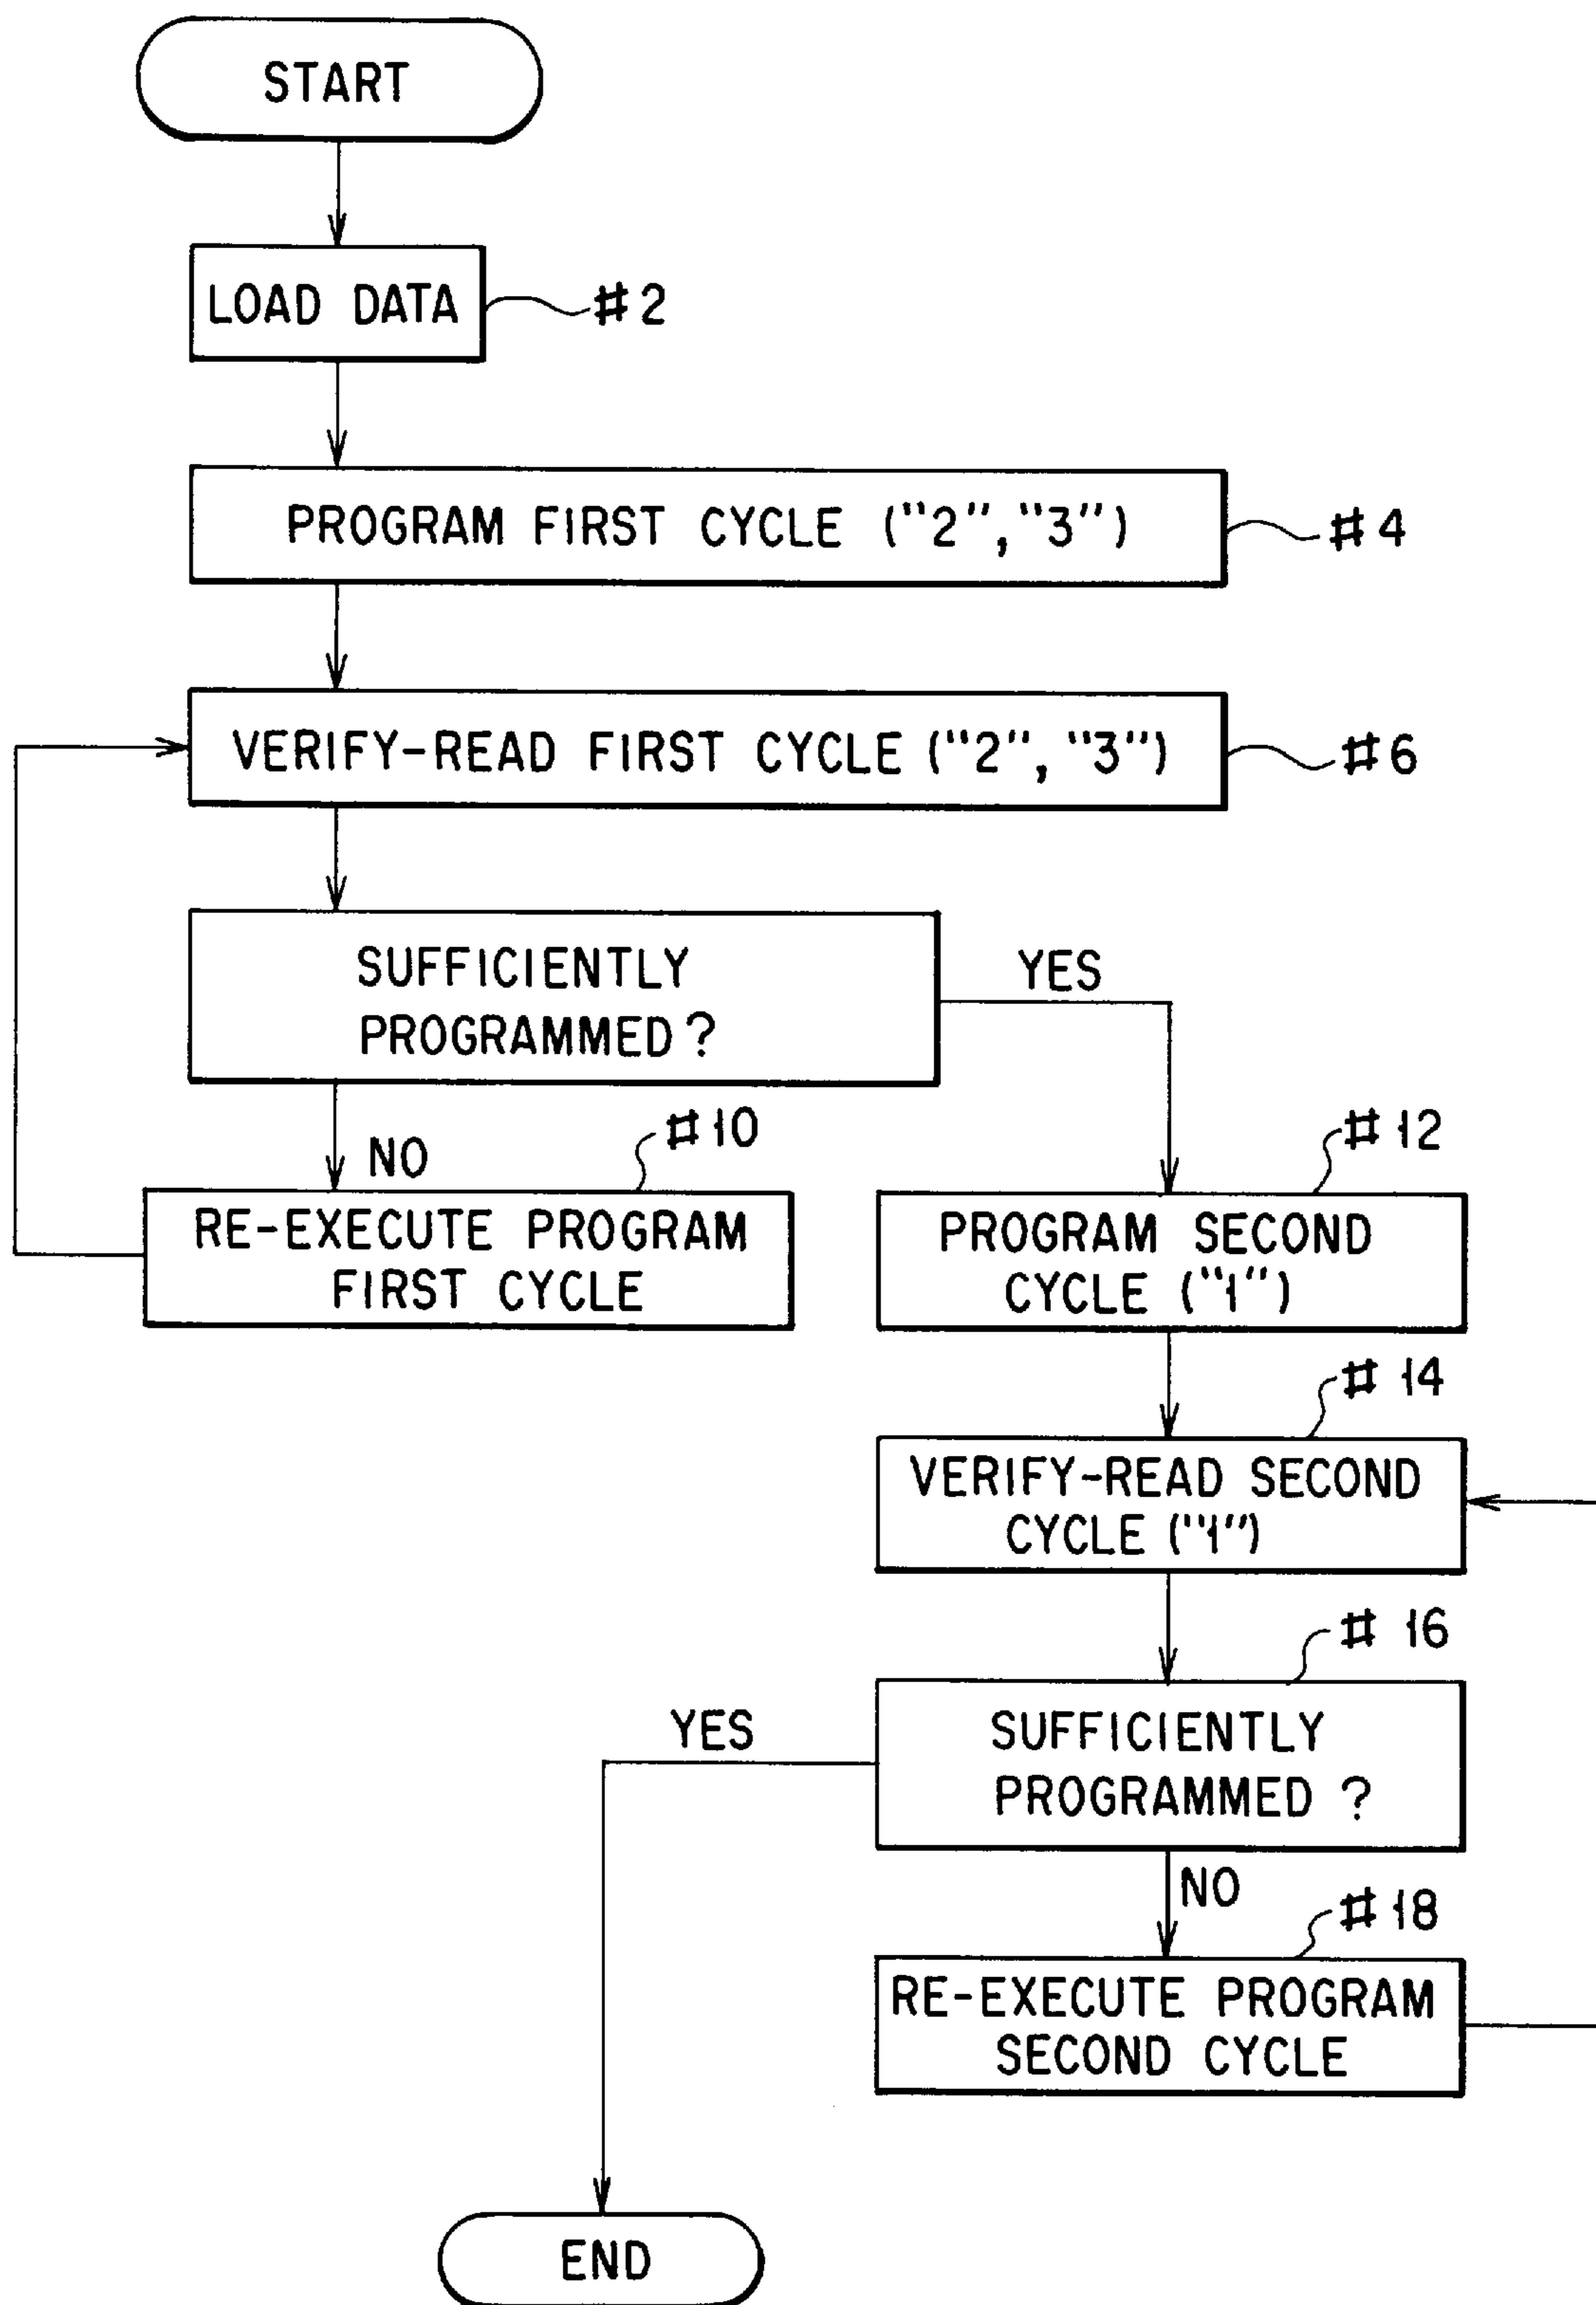 START
LOAD DATA
#2
PROGRAM FIRST CYCLE ("2", "3")
#4
VERIFY-READ FIRST CYCLE ("2", "3")
#6
SUFFICIENTLY
PROGRAMMED?
YES
NO
#10
RE-EXECUTE PROGRAM
FIRST CYCLE
#12
PROGRAM SECOND
CYCLE ("1")
#14
VERIFY-READ SECOND
CYCLE ("1")
#16
SUFFICIENTLY
PROGRAMMED ?
YES
NO
#18
RE-EXECUTE PROGRAM
SECOND CYCLE
END